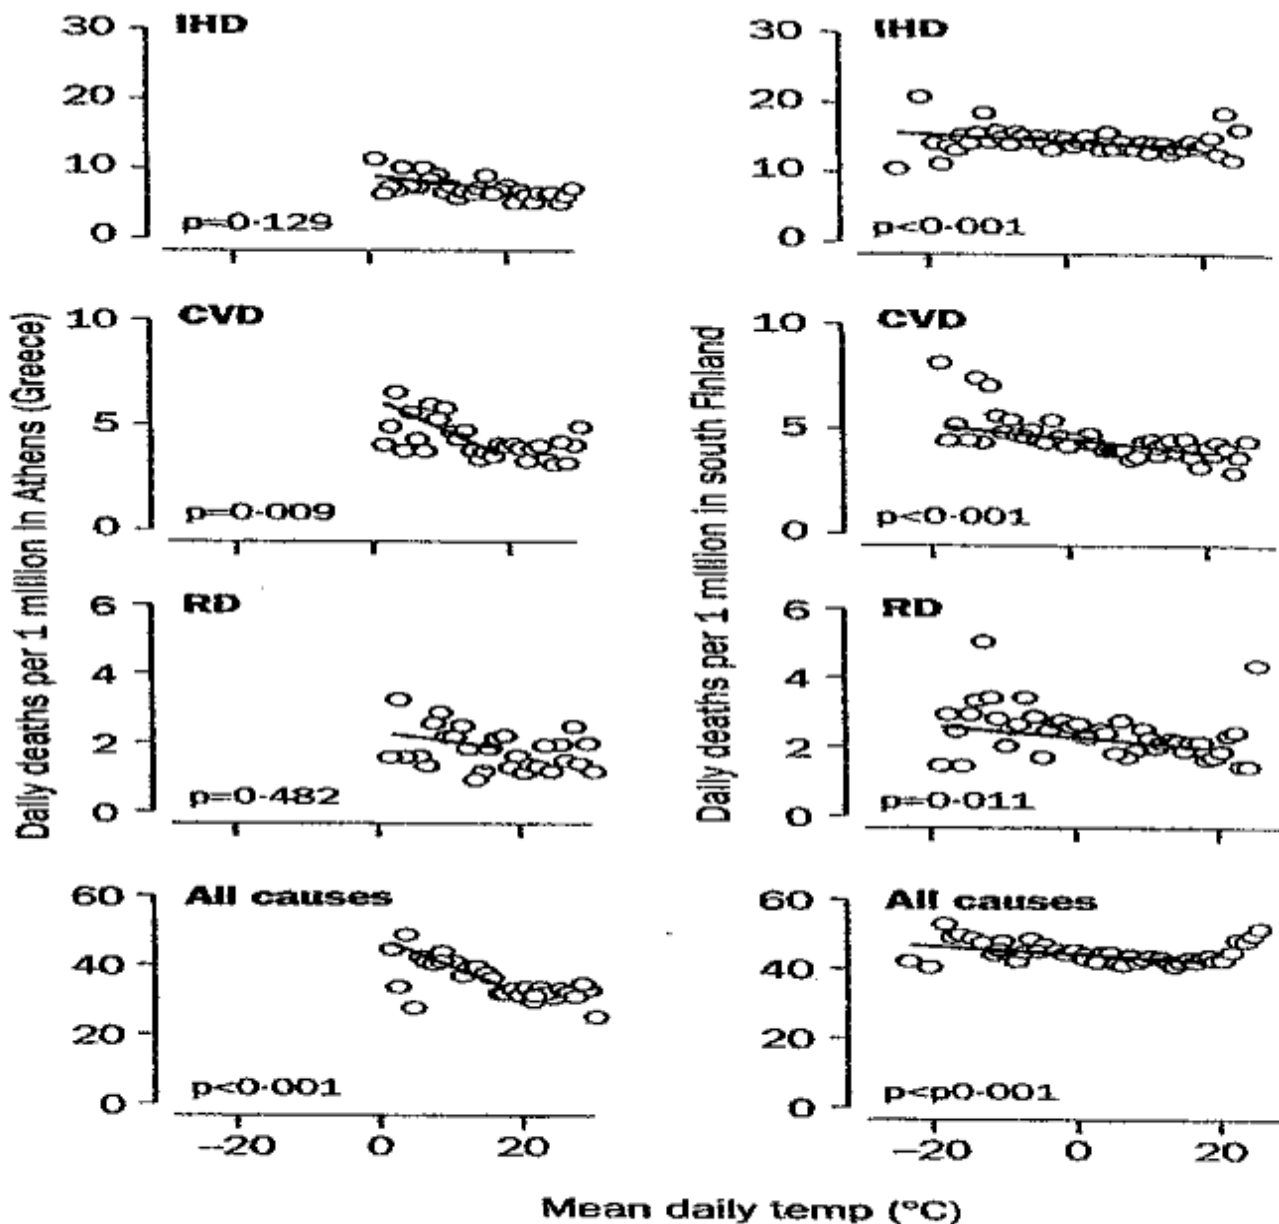 IHD
30
20
10
0
p=0·129
IHD
30
20
10
0
p<0·001
Daily deaths per 1 million in Athens (Greece)
CVD
10
5
0
p=0·009
Daily deaths per 1 million in south Finland
CVD
10
5
0
p<0·001
RD
6
4
2
0
p=0·482
RD
6
4
2
0
p=0·011
All causes
60
40
20
0
p<0·001
−20 0 20
All causes
60
40
20
0
p<p0·001
−20 0 20
Mean daily temp (°C)